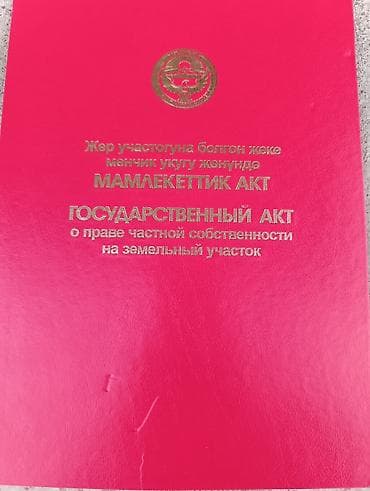 Жер участогуна болгон жеке
менчик укугу жөнүндө
МАМЛЕКЕТТИК АКТ
ГОСУДАРСТВЕННЫЙ АКТ
о праве частной собственности
на земельный участок